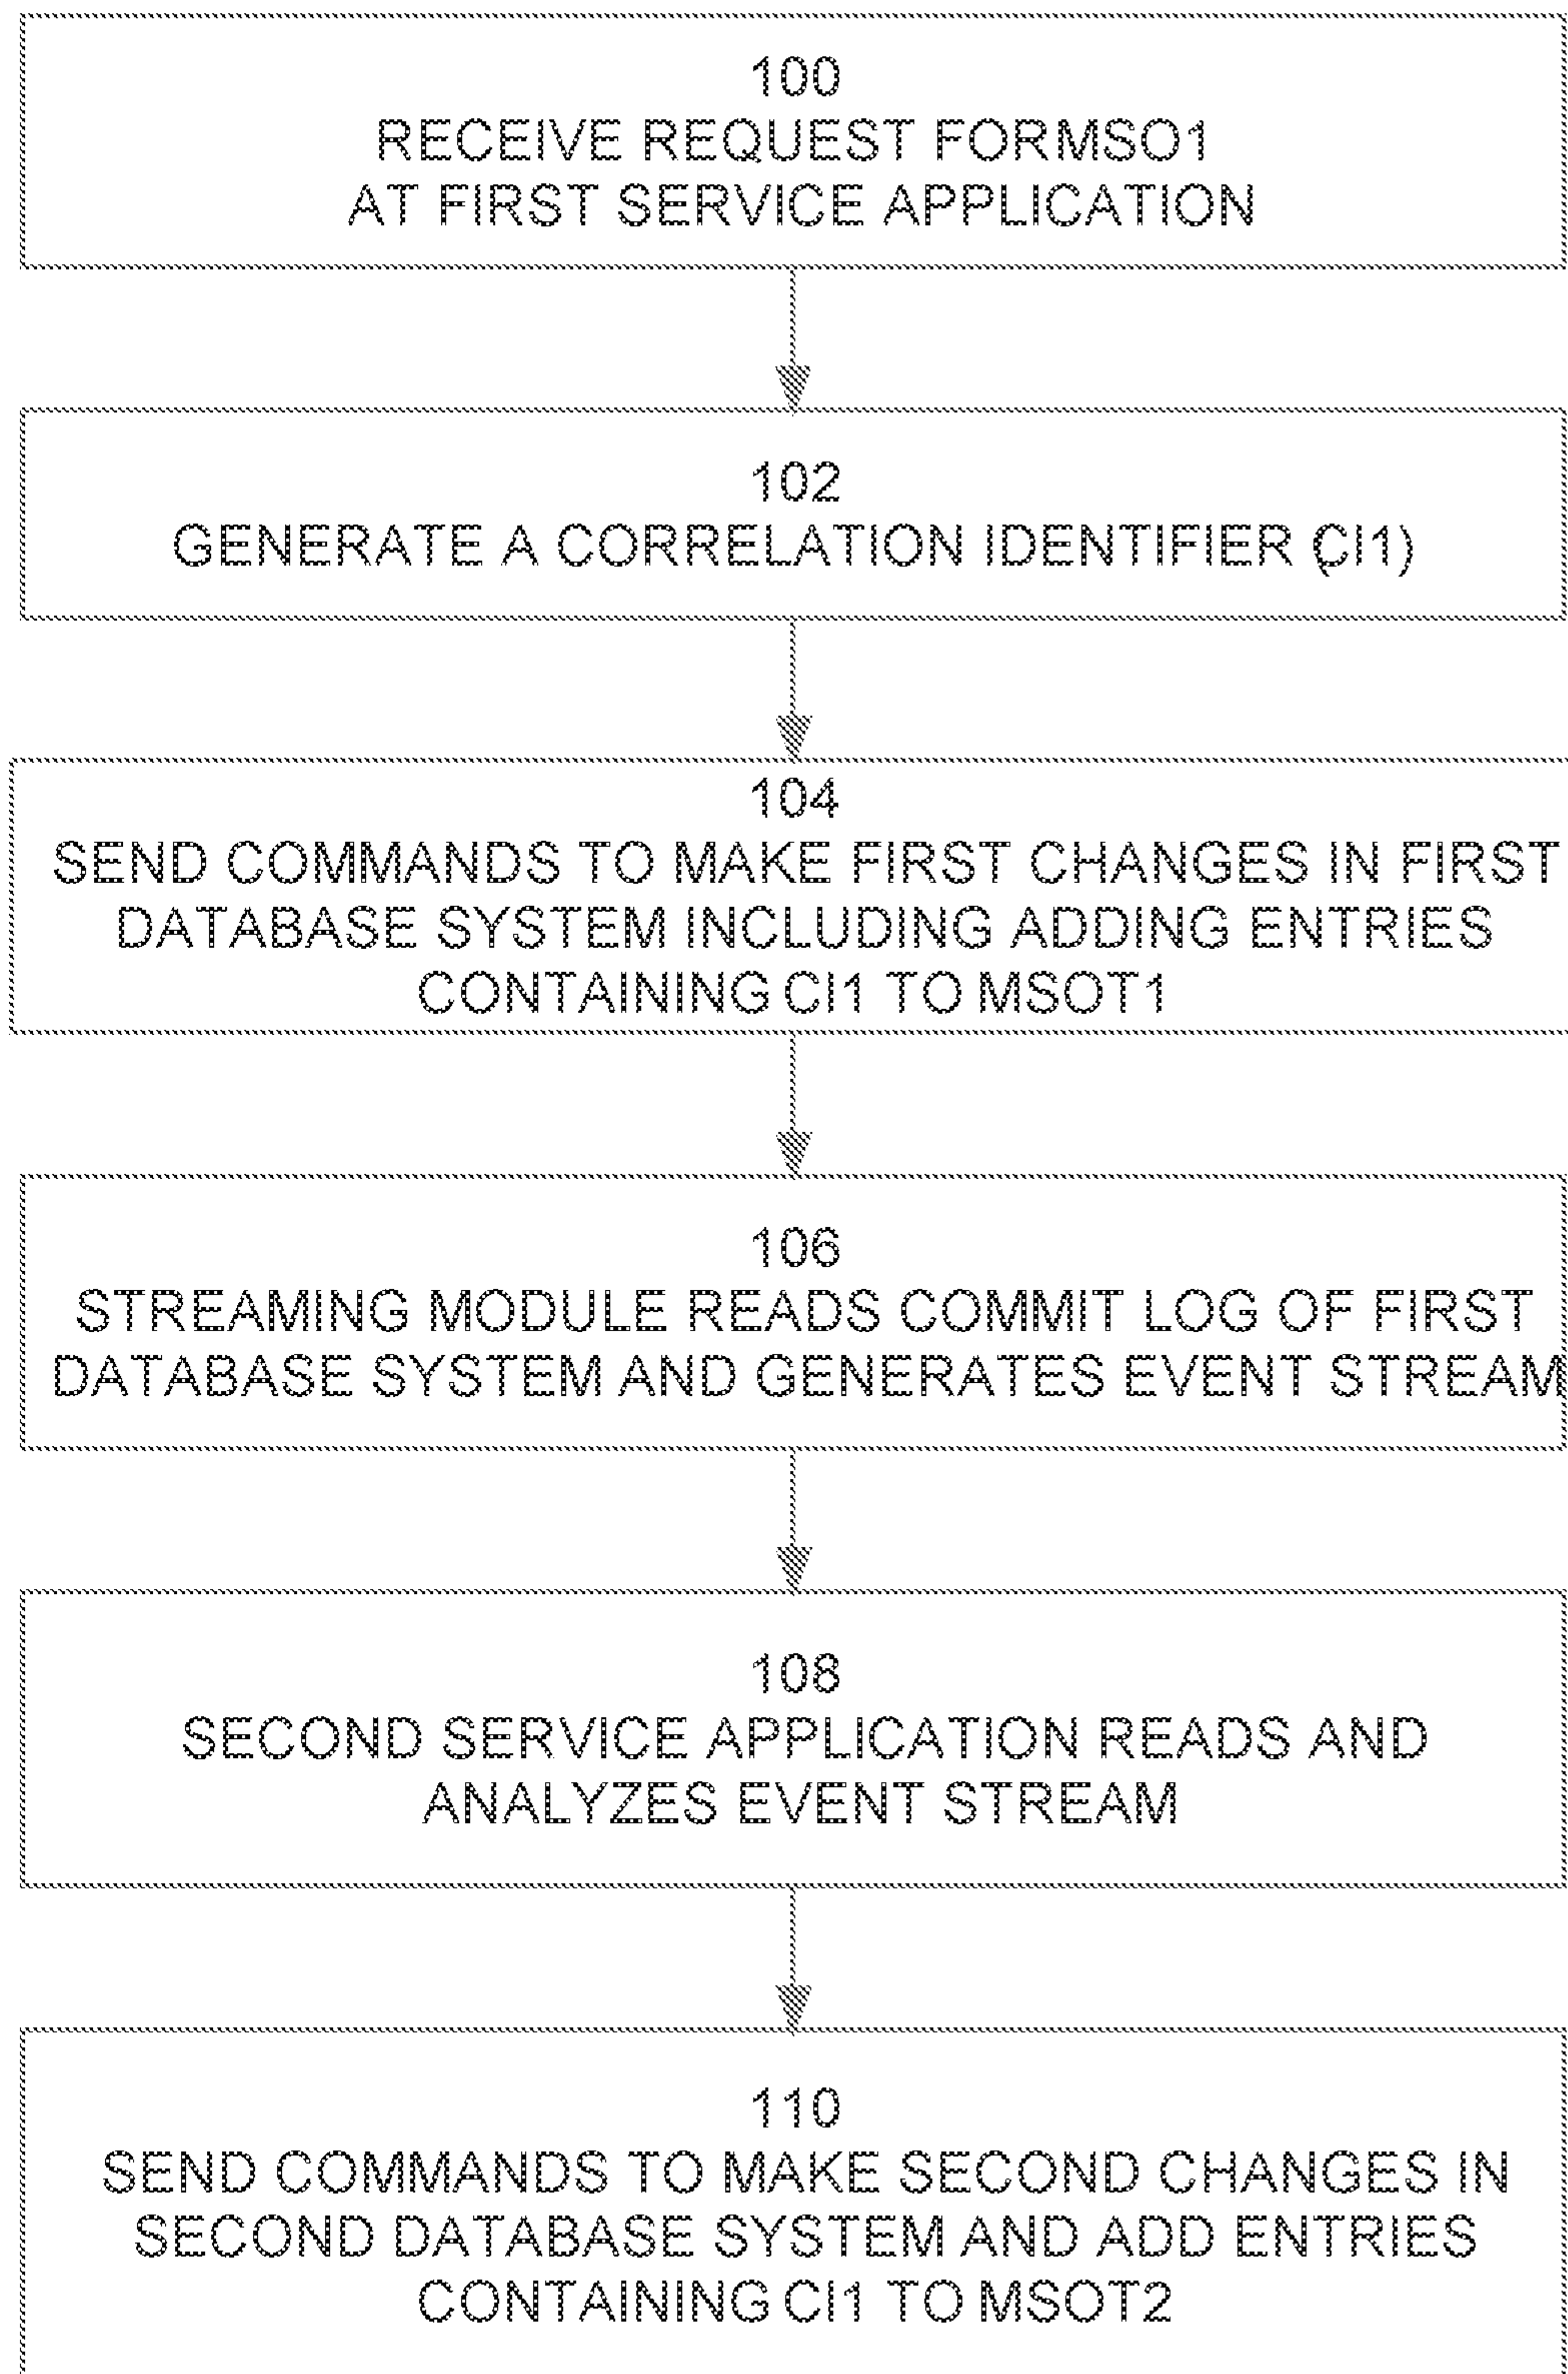 100
RECEIVE REQUEST FORMSO1
AT FIRST SERVICE APPLICATION
102
GENERATE A CORRELATION IDENTIFIER (CI1)
104
SEND COMMANDS TO MAKE FIRST CHANGES IN FIRST
DATABASE SYSTEM INCLUDING ADDING ENTRIES
CONTAINING CI1 TO MSOT1
106
STREAMING MODULE READS COMMIT LOG OF FIRST
DATABASE SYSTEM AND GENERATES EVENT STREAM
108
SECOND SERVICE APPLICATION READS AND
ANALYZES EVENT STREAM
110
SEND COMMANDS TO MAKE SECOND CHANGES IN
SECOND DATABASE SYSTEM AND ADD ENTRIES
CONTAINING CI1 TO MSOT2